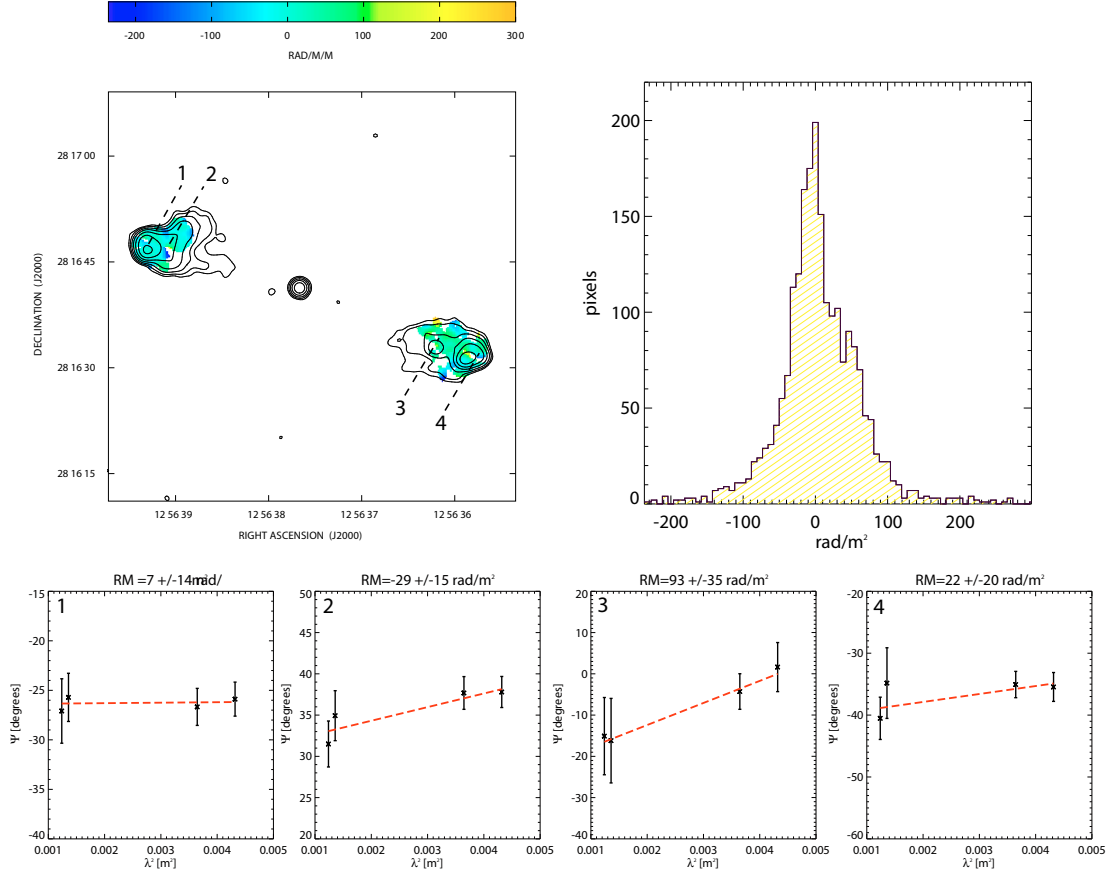 -200 -100 0 100 200 300
RAD/M/M
DECLINATION (J2000)
28 17 00
28 16 45
28 16 30
28 16 15
1 2
3
4
12 56 39 12 56 38 12 56 37 12 56 36
RIGHT ASCENSION (J2000)
pixels
200
150
100
50
0
-200 -100 0 100 200
rad/m²
RM =7 +/-14 rad/m²
1
Ψ [degrees]
-15
-20
-25
-30
-35
-40
0.001 0.002 0.003 0.004 0.005
λ² [m²]
RM=-29 +/-15 rad/m²
2
Ψ [degrees]
50
45
40
35
30
25
20
0.001 0.002 0.003 0.004 0.005
λ² [m²]
RM=93 +/-35 rad/m²
3
Ψ [degrees]
20
10
0
-10
-20
-30
-40
0.001 0.002 0.003 0.004 0.005
λ² [m²]
RM=22 +/-20 rad/m²
4
Ψ [degrees]
-20
-30
-40
-50
-60
0.001 0.002 0.003 0.004 0.005
λ² [m²]